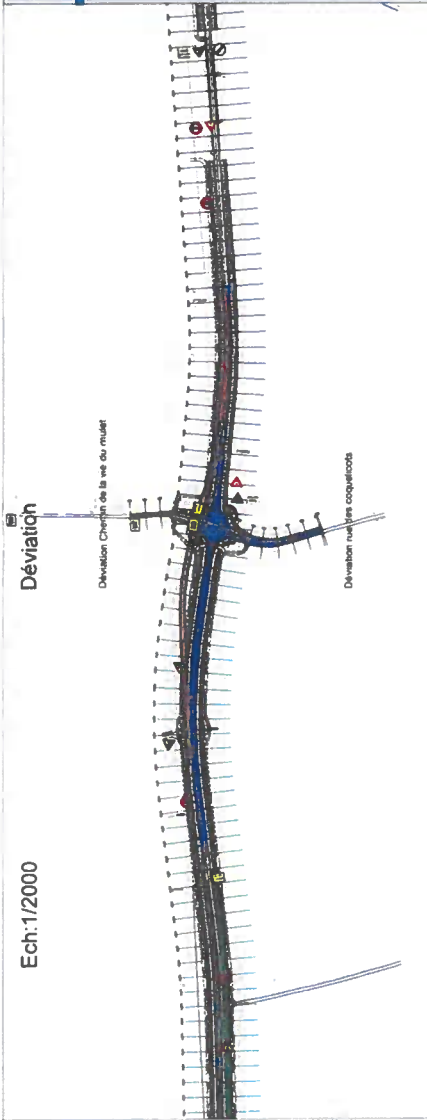 Déviation
Déviation Chemin de la vie du mulet
Déviation rue des coquelicots
Ech:1/2000